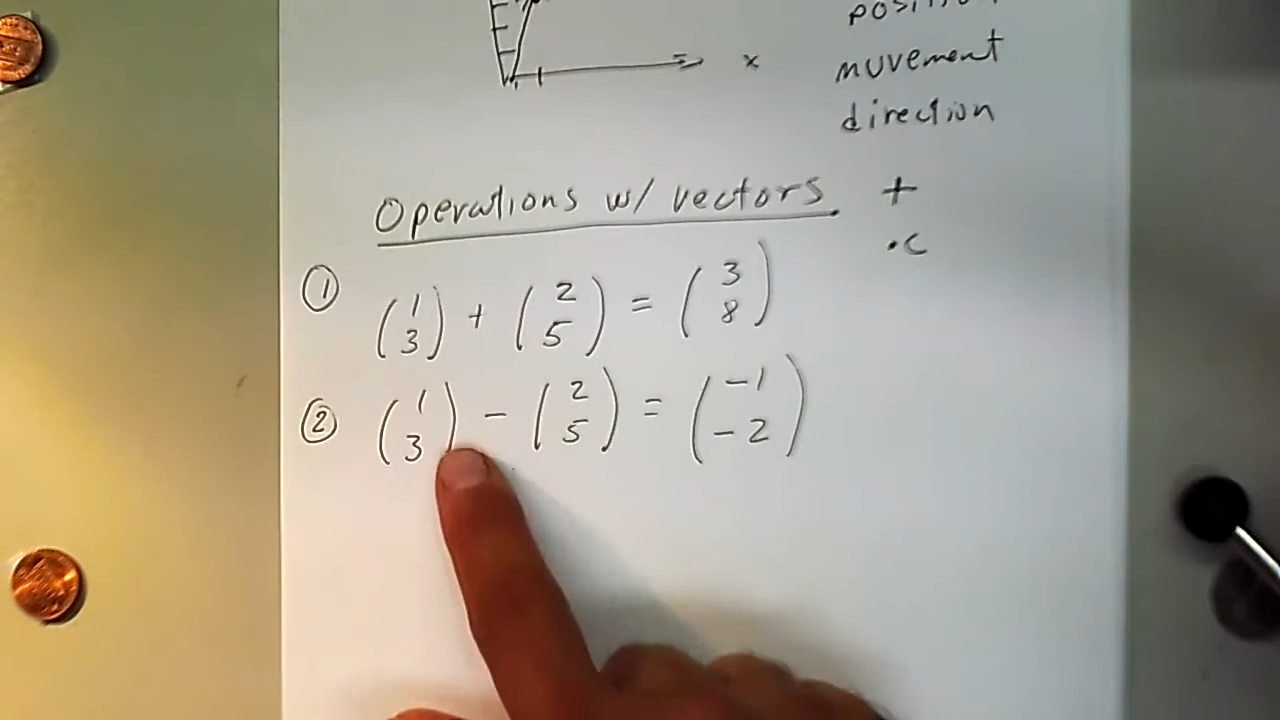 x
muvement
direction
Operations w/ vectors +
·c
① (1 3) + (2 5) = (3 8)
② (1 3) - (2 5) = (-1 -2)